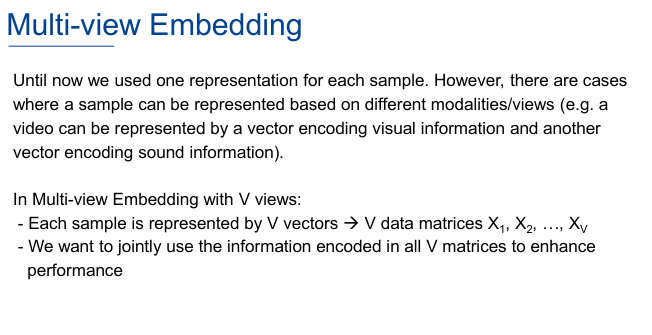 Multi-view Embedding
Until now we used one representation for each sample. However, there are cases
where a sample can be represented based on different modalities/views (e.g. a
video can be represented by a vector encoding visual information and another
vector encoding sound information).
In Multi-view Embedding with V views:
- Each sample is represented by V vectors → V data matrices X₁, X₂, …, Xᵥ
- We want to jointly use the information encoded in all V matrices to enhance
performance